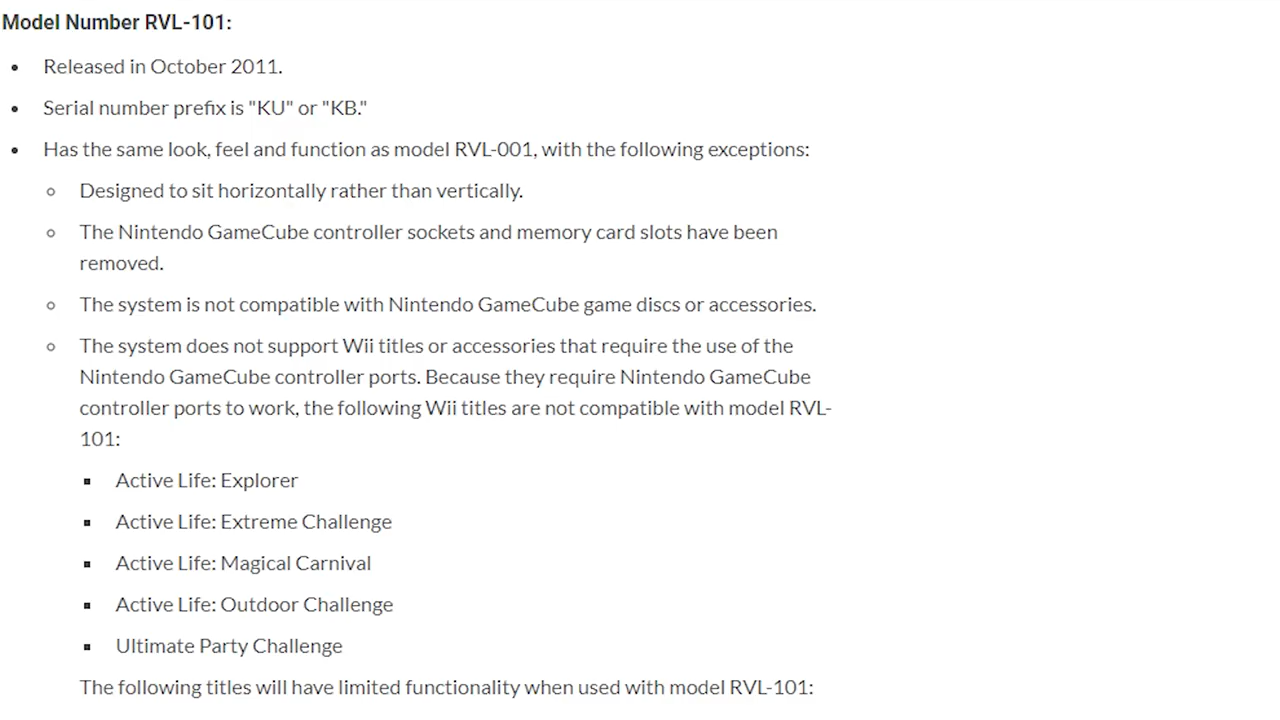 Model Number RVL-101:
• Released in October 2011.
• Serial number prefix is "KU" or "KB."
• Has the same look, feel and function as model RVL-001, with the following exceptions:
◦ Designed to sit horizontally rather than vertically.
◦ The Nintendo GameCube controller sockets and memory card slots have been
removed.
◦ The system is not compatible with Nintendo GameCube game discs or accessories.
◦ The system does not support Wii titles or accessories that require the use of the
Nintendo GameCube controller ports. Because they require Nintendo GameCube
controller ports to work, the following Wii titles are not compatible with model RVL-
101:
▪ Active Life: Explorer
▪ Active Life: Extreme Challenge
▪ Active Life: Magical Carnival
▪ Active Life: Outdoor Challenge
▪ Ultimate Party Challenge
The following titles will have limited functionality when used with model RVL-101: